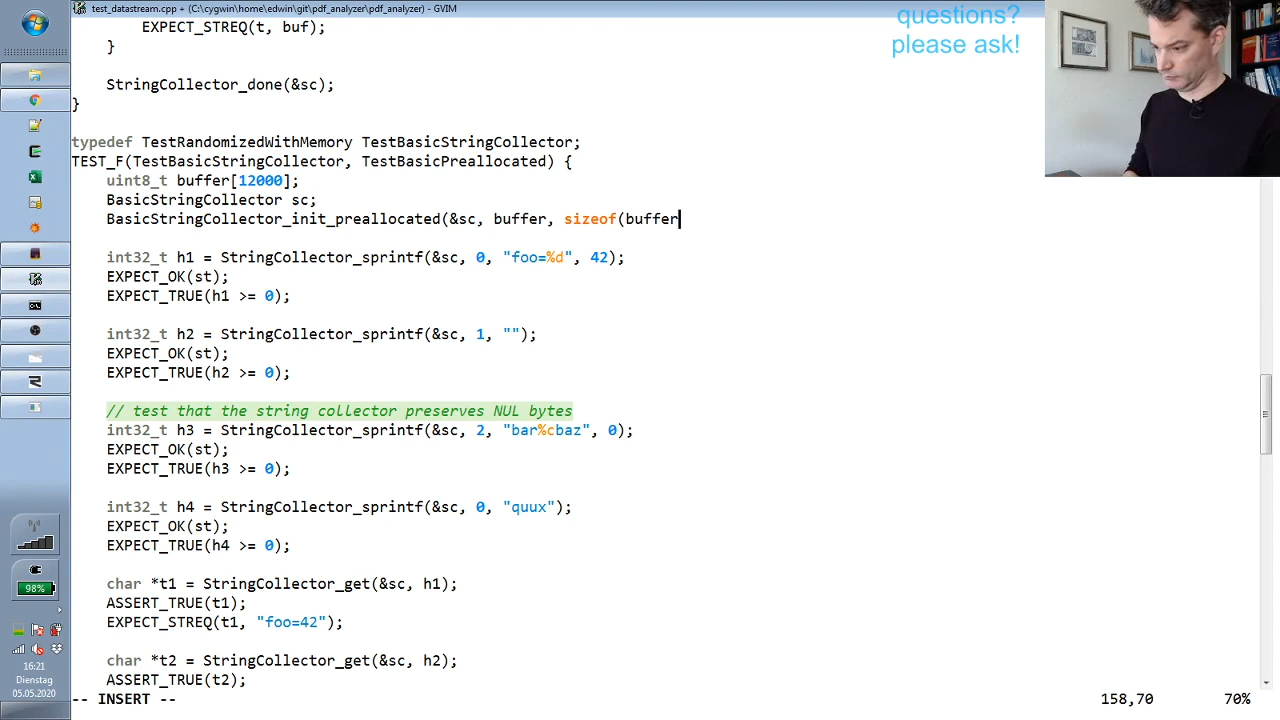 test_datastream.cpp + (C:\cygwin\home\edwin\git\pdf_analyzer\pdf_analyzer) - GVIM
questions?
please ask!
EXPECT_STREQ(t, buf);
}
StringCollector_done(&sc);
}
typedef TestRandomizedWithMemory TestBasicStringCollector;
TEST_F(TestBasicStringCollector, TestBasicPreallocated) {
uint8_t buffer[12000];
BasicStringCollector sc;
BasicStringCollector_init_preallocated(&sc, buffer, sizeof(buffer
int32_t h1 = StringCollector_sprintf(&sc, 0, "foo=%d", 42);
EXPECT_OK(st);
EXPECT_TRUE(h1 >= 0);
int32_t h2 = StringCollector_sprintf(&sc, 1, "");
EXPECT_OK(st);
EXPECT_TRUE(h2 >= 0);
// test that the string collector preserves NUL bytes
int32_t h3 = StringCollector_sprintf(&sc, 2, "bar%cbaz", 0);
EXPECT_OK(st);
EXPECT_TRUE(h3 >= 0);
int32_t h4 = StringCollector_sprintf(&sc, 0, "quux");
EXPECT_OK(st);
EXPECT_TRUE(h4 >= 0);
char *t1 = StringCollector_get(&sc, h1);
ASSERT_TRUE(t1);
EXPECT_STREQ(t1, "foo=42");
char *t2 = StringCollector_get(&sc, h2);
ASSERT_TRUE(t2);
-- INSERT --
158,70
70%
98%
16:21
Dienstag
05.05.2020